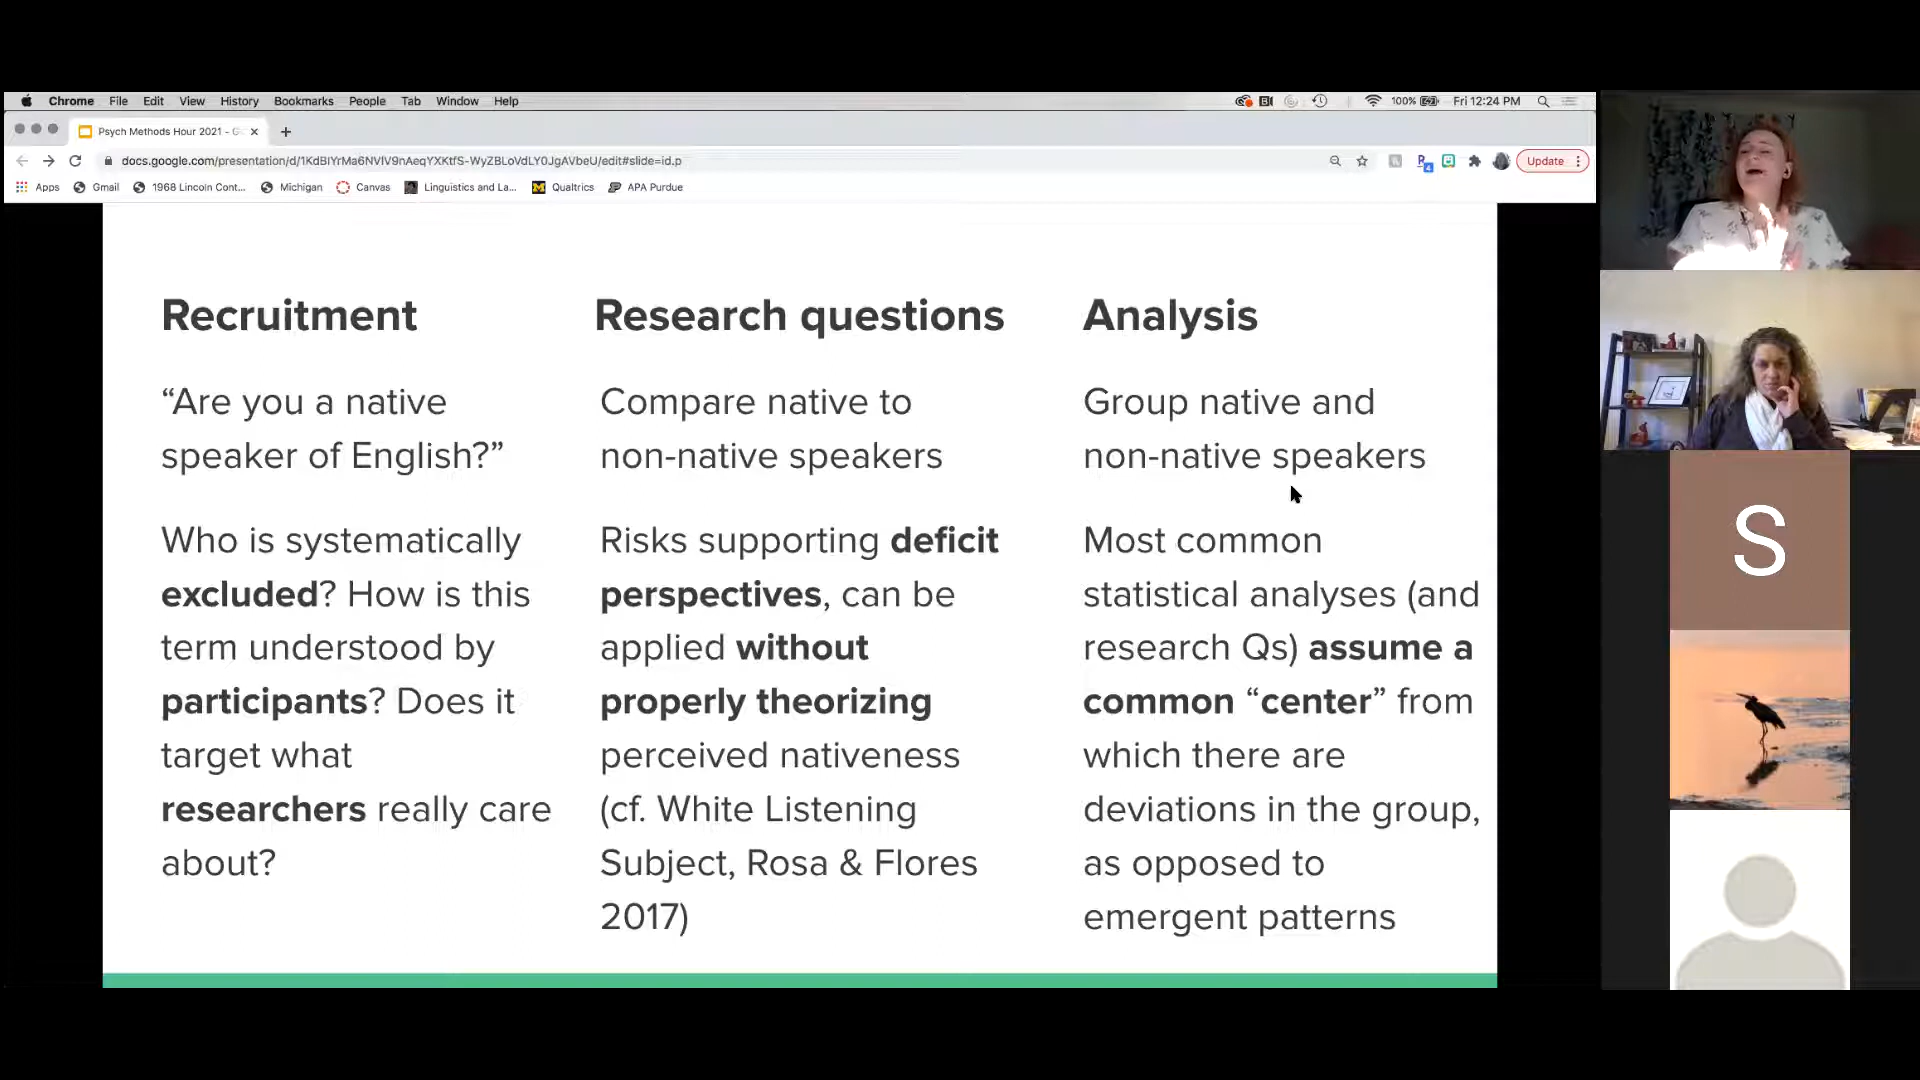 Chrome File Edit View History Bookmarks People Tab Window Help
100% Fri 12:24 PM
Psych Methods Hour 2021 - G
docs.google.com/presentation/d/1KdBlYrMa6NVlV9nAeqYXKtfS-WyZBLoVdLY0JgAVbeU/edit#slide=id.p
Update
Apps Gmail 1968 Lincoln Cont... Michigan Canvas Linguistics and La... Qualtrics APA Purdue
Recruitment
“Are you a native
speaker of English?”
Who is systematically
excluded? How is this
term understood by
participants? Does it
target what
researchers really care
about?
Research questions
Compare native to
non-native speakers
Risks supporting deficit
perspectives, can be
applied without
properly theorizing
perceived nativeness
(cf. White Listening
Subject, Rosa & Flores
2017)
Analysis
Group native and
non-native speakers
Most common
statistical analyses (and
research Qs) assume a
common “center” from
which there are
deviations in the group,
as opposed to
emergent patterns
S